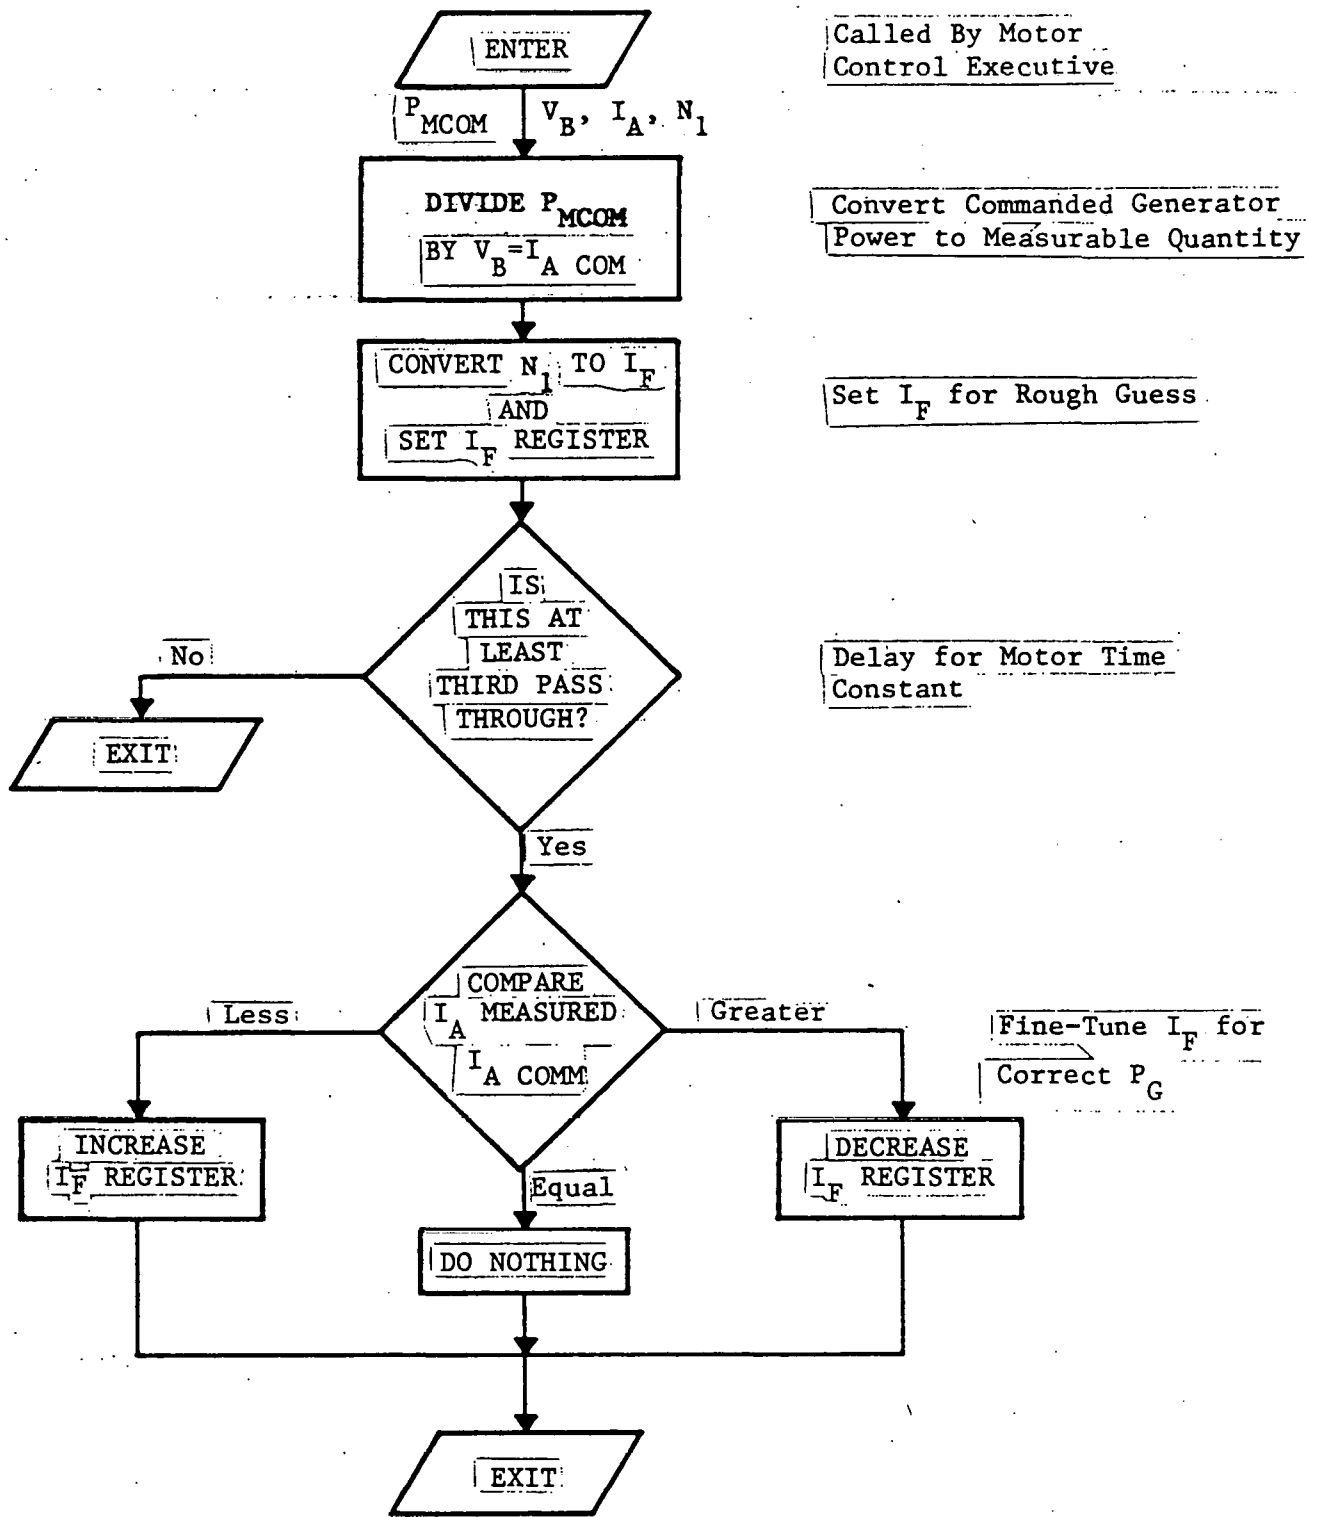 ENTER
Called By Motor
Control Executive
P_MCOM V_B, I_A, N_1
DIVIDE P_MCOM
BY V_B=I_A COM
Convert Commanded Generator
Power to Measurable Quantity
CONVERT N_1 TO I_F
AND
SET I_F REGISTER
Set I_F for Rough Guess
IS
THIS AT
LEAST
THIRD PASS
THROUGH?
No
Delay for Motor Time
Constant
EXIT
Yes
COMPARE
I_A MEASURED
I_A COMM
Less
Greater
Fine-Tune I_F for
Correct P_G
INCREASE
I_F REGISTER
Equal
DECREASE
I_F REGISTER
DO NOTHING
EXIT